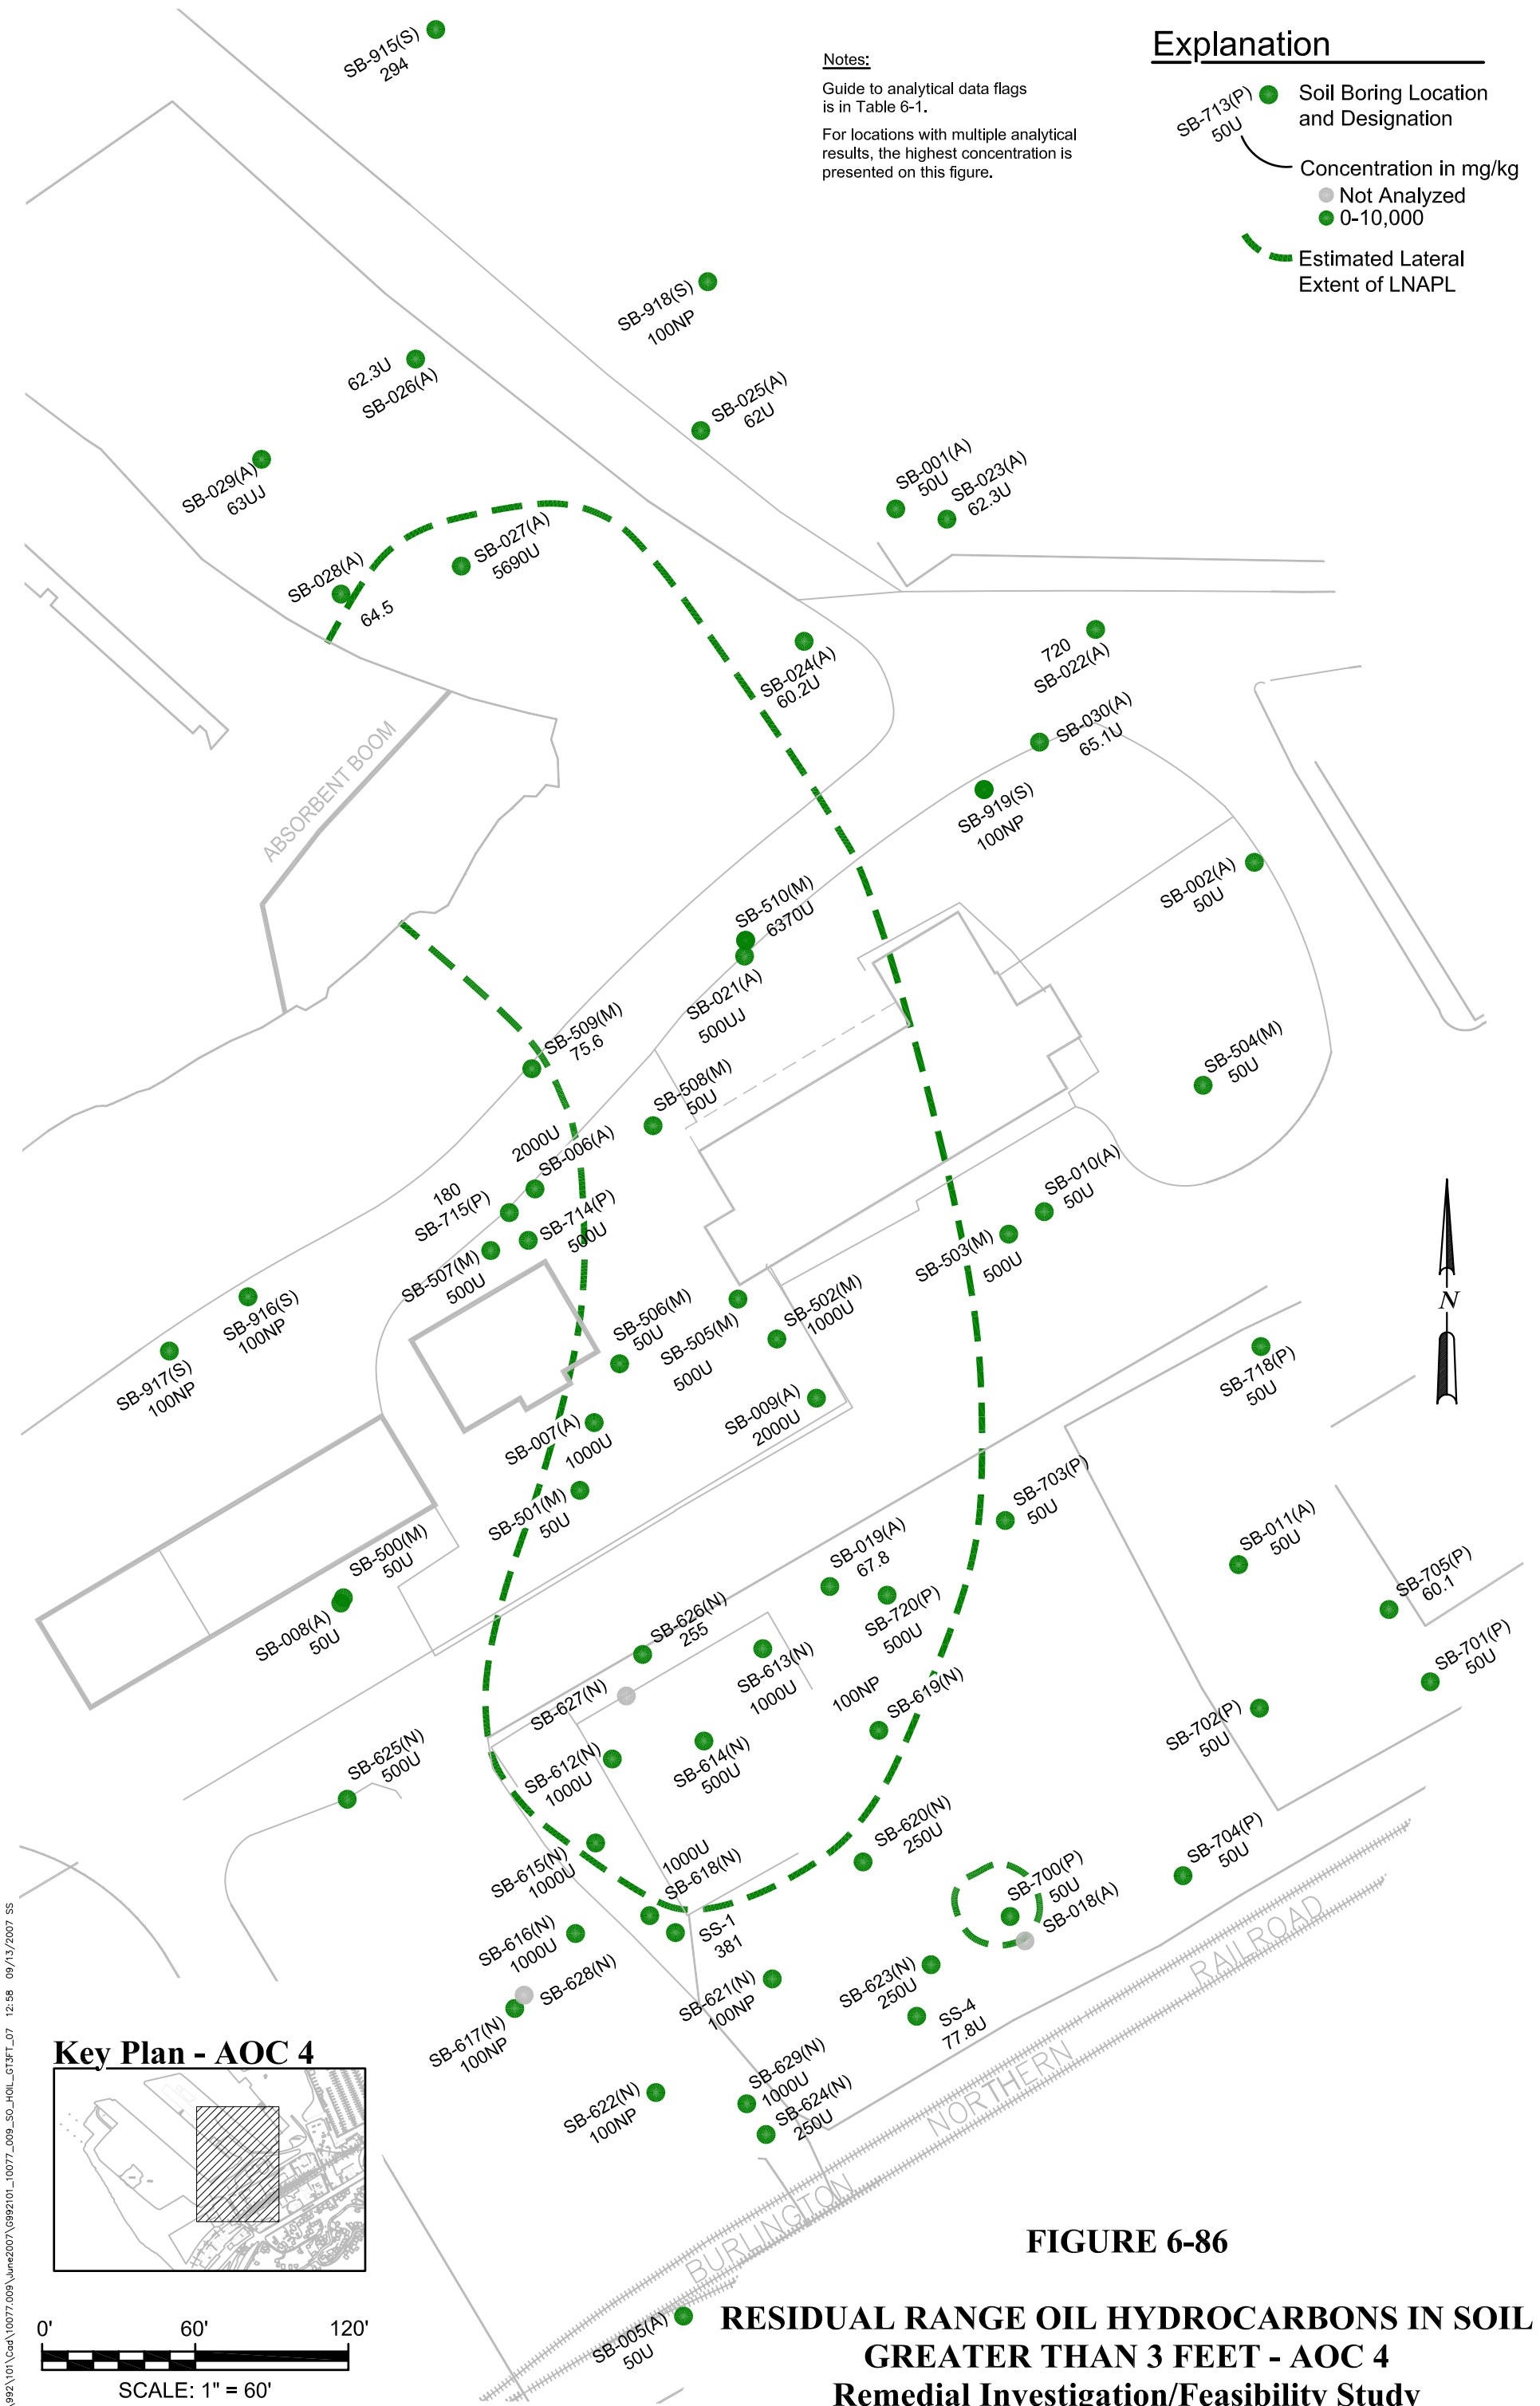 SB-915(S)
294
Notes:
Guide to analytical data flags
is in Table 6-1.
For locations with multiple analytical
results, the highest concentration is
presented on this figure.
Explanation
SB-713(P)
50U
Soil Boring Location
and Designation
Concentration in mg/kg
Not Analyzed
0-10,000
Estimated Lateral
Extent of LNAPL
SB-918(S)
100NP
62.3U
SB-026(A)
SB-025(A)
62U
SB-029(A)
63UJ
SB-001(A)
50U
SB-023(A)
62.3U
SB-027(A)
5690U
SB-028(A)
64.5
SB-024(A)
60.2U
720
SB-022(A)
SB-030(A)
65.1U
ABSORBENT BOOM
SB-919(S)
100NP
SB-002(A)
50U
SB-510(M)
6370U
SB-021(A)
500UJ
SB-509(M)
75.6
SB-504(M)
50U
SB-508(M)
50U
2000U
SB-006(A)
180
SB-715(P)
SB-714(P)
500U
SB-010(A)
50U
SB-503(M)
500U
SB-507(M)
500U
SB-916(S)
100NP
SB-917(S)
100NP
SB-506(M)
50U
SB-505(M)
500U
SB-502(M)
1000U
N
SB-718(P)
50U
SB-009(A)
2000U
SB-007(A)
1000U
SB-501(M)
50U
SB-703(P)
50U
SB-500(M)
50U
SB-008(A)
50U
SB-019(A)
67.8
SB-720(P)
500U
SB-011(A)
50U
SB-705(P)
60.1
SB-701(P)
50U
SB-626(N)
255
SB-613(N)
1000U
SB-627(N)
100NP
SB-619(N)
SB-702(P)
50U
SB-625(N)
500U
SB-612(N)
1000U
SB-614(N)
500U
SB-620(N)
250U
SB-615(N)
1000U
1000U
SB-618(N)
SB-704(P)
50U
SB-700(P)
50U
SB-018(A)
SS-1
381
SB-616(N)
1000U
SB-628(N)
SB-617(N)
100NP
SB-621(N)
100NP
SB-623(N)
250U
SS-4
77.8U
SB-622(N)
100NP
SB-629(N)
1000U
SB-624(N)
250U
BURLINGTON NORTHERN RAILROAD
SB-005(A)
50U
Key Plan - AOC 4
0' 60' 120'
SCALE: 1" = 60'
FIGURE 6-86
RESIDUAL RANGE OIL HYDROCARBONS IN SOIL
GREATER THAN 3 FEET - AOC 4
Remedial Investigation/Feasibility Study
\992\101\Cad\10077.009\June2007\G992101_10077_009_SO_HOIL_GT3FT_07 12:58 09/13/2007 SS